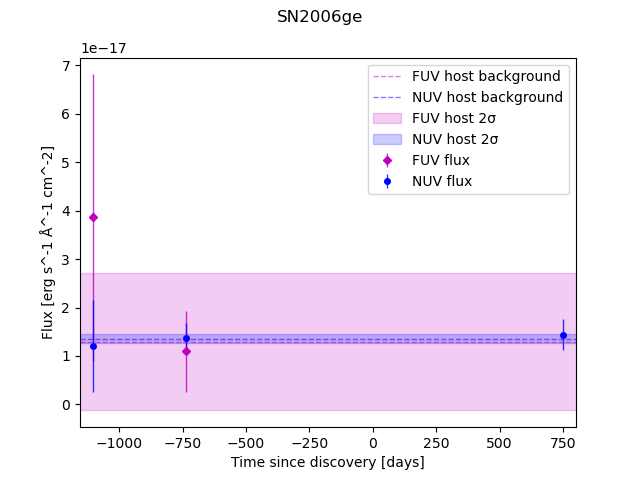 SN2006ge
1e−17
FUV host background
NUV host background
FUV host 2σ
NUV host 2σ
FUV flux
NUV flux
7
6
5
4
3
2
1
0
Flux [erg s^-1 Å^-1 cm^-2]
−1000 −750 −500 −250 0 250 500 750
Time since discovery [days]